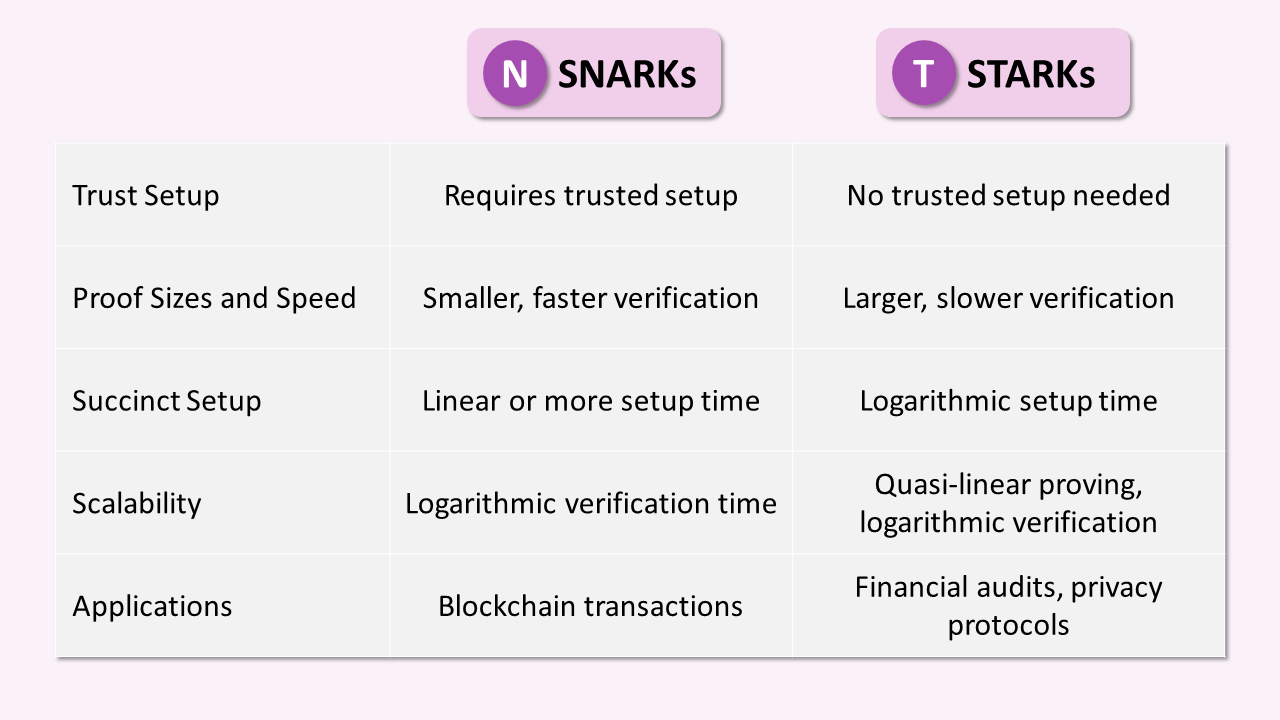 N SNARKs
T STARKs
Trust Setup
Requires trusted setup
No trusted setup needed
Proof Sizes and Speed
Smaller, faster verification
Larger, slower verification
Succinct Setup
Linear or more setup time
Logarithmic setup time
Scalability
Logarithmic verification time
Quasi-linear proving,
logarithmic verification
Applications
Blockchain transactions
Financial audits, privacy
protocols